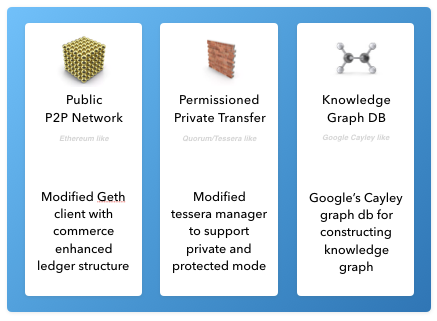 Public
P2P Network
Ethereum like
Modified Geth
client with
commerce
enhanced
ledger structure
Permissioned
Private Transfer
Quorum/Tessera like
Modified
tessera manager
to support
private and
protected mode
Knowledge
Graph DB
Google Cayley like
Google's Cayley
graph db for
constructing
knowledge
graph